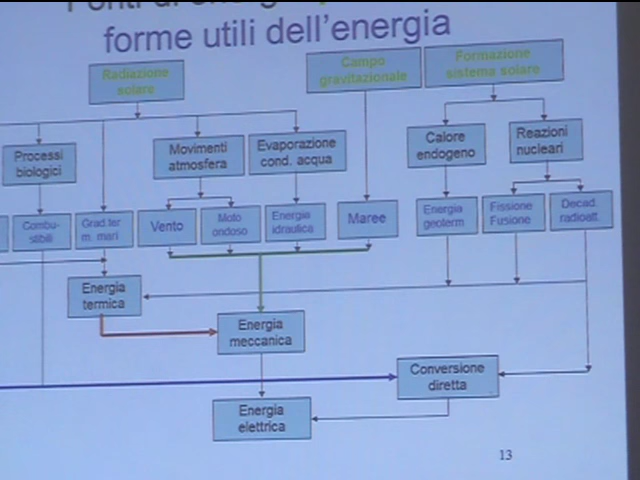 forme utili dell'energia
Radiazione
solare
Campo
gravitazionale
Formazione
sistema solare
Processi
biologici
Movimenti
atmosfera
Evaporazione
cond. acqua
Calore
endogeno
Reazioni
nucleari
Combu-
stibili
Grad.ter
m. mari
Vento
Moto
ondoso
Energia
idraulica
Maree
Energia
geoterm
Fissione
Fusione
Decad.
radioatt.
Energia
termica
Energia
meccanica
Conversione
diretta
Energia
elettrica
13